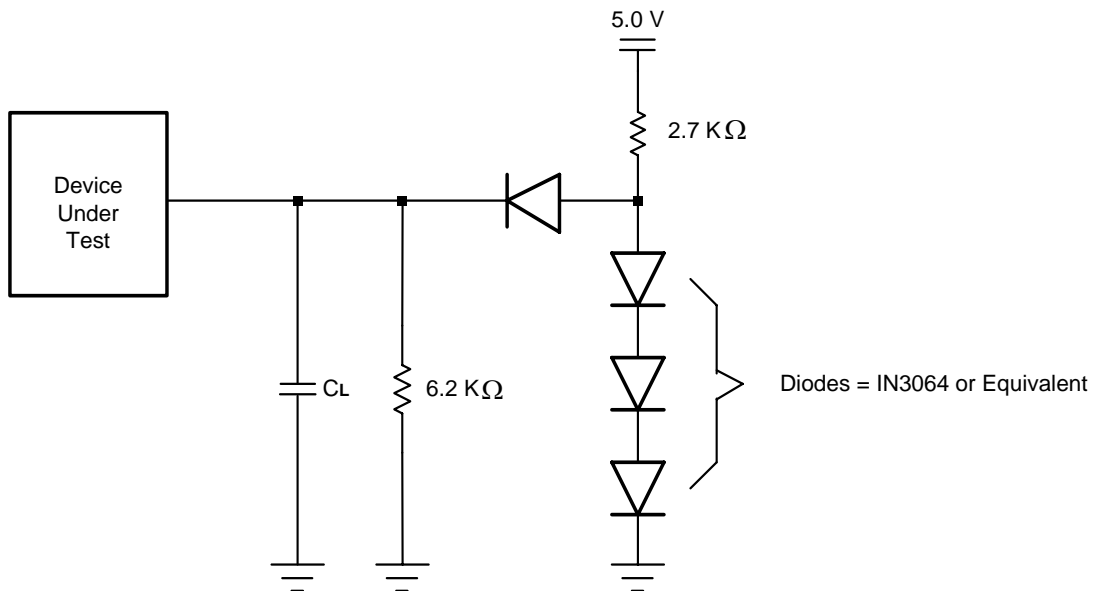 5.0 V
2.7 KΩ
Device
Under
Test
CL
6.2 KΩ
Diodes = IN3064 or Equivalent